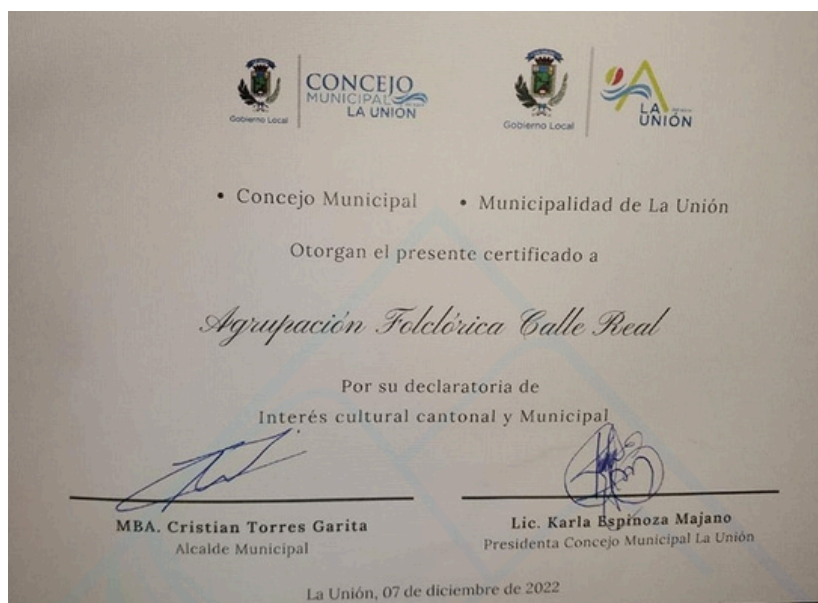 CONCEJO
MUNICIPAL
LA UNION
Gobierno Local
LA
UNIÓN
Gobierno Local
• Concejo Municipal • Municipalidad de La Unión
Otorgan el presente certificado a
Agrupación Folclórica Calle Real
Por su declaratoria de
Interés cultural cantonal y Municipal
MBA. Cristian Torres Garita
Alcalde Municipal
Lic. Karla Espinoza Majano
Presidenta Concejo Municipal La Unión
La Unión, 07 de diciembre de 2022